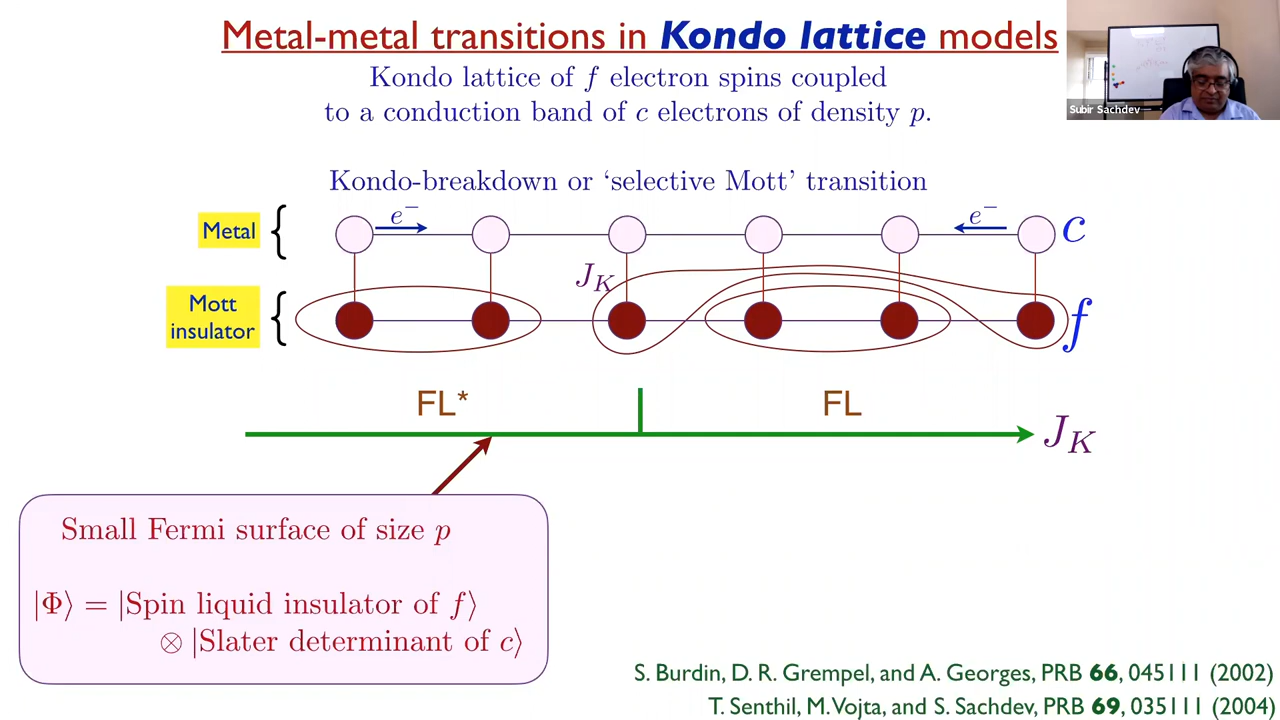 Metal-metal transitions in Kondo lattice models
Kondo lattice of f electron spins coupled
to a conduction band of c electrons of density p.
Subir Sachdev
Kondo-breakdown or ‘selective Mott’ transition
Metal
e⁻
e⁻
c
J_K
Mott
insulator
f
FL*
FL
J_K
Small Fermi surface of size p
|Φ⟩ = |Spin liquid insulator of f⟩
⊗ |Slater determinant of c⟩
S. Burdin, D. R. Grempel, and A. Georges, PRB 66, 045111 (2002)
T. Senthil, M. Vojta, and S. Sachdev, PRB 69, 035111 (2004)